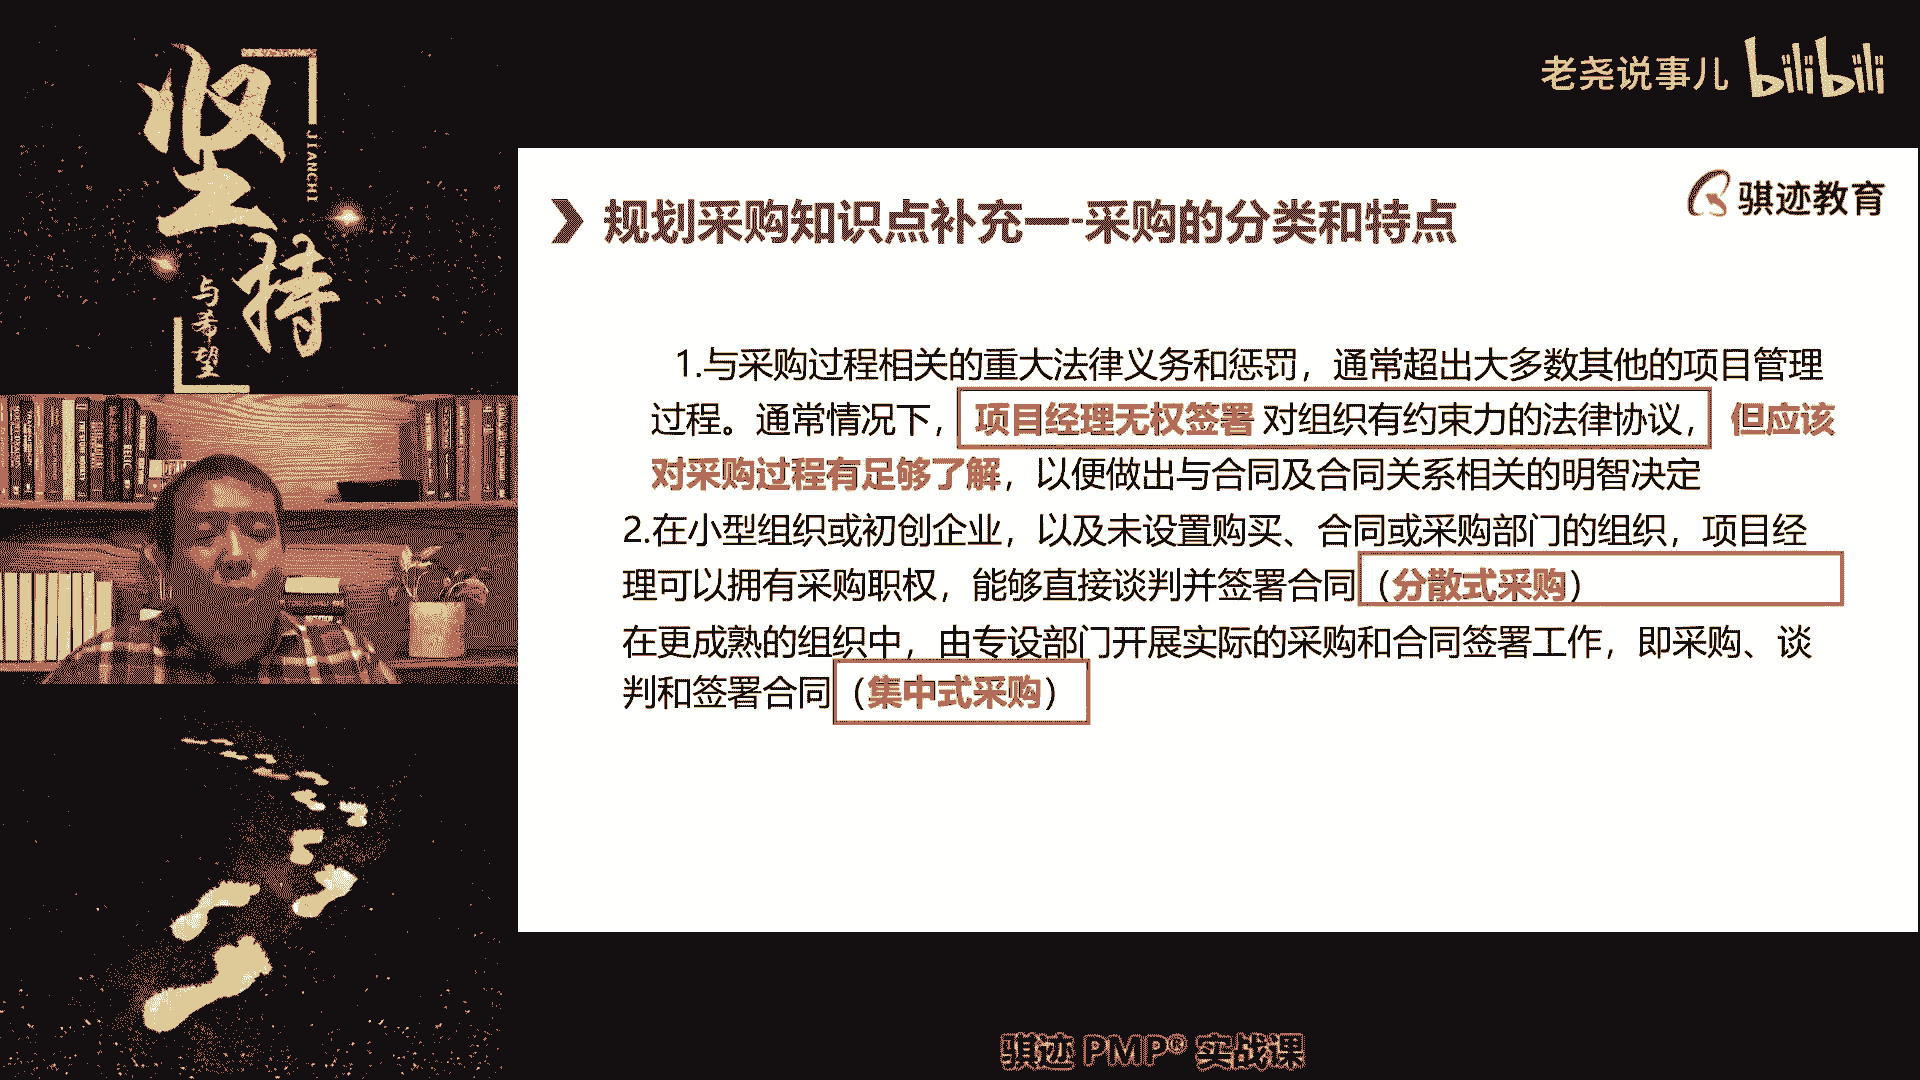 坚持
JIANCHI
与希望
老尧说事儿 bilibili
骐迹教育
规划采购知识点补充一-采购的分类和特点
1.与采购过程相关的重大法律义务和惩罚，通常超出大多数其他的项目管理
过程。通常情况下，项目经理无权签署对组织有约束力的法律协议，但应该
对采购过程有足够了解，以便做出与合同及合同关系相关的明智决定
2.在小型组织或初创企业，以及未设置购买、合同或采购部门的组织，项目经
理可以拥有采购职权，能够直接谈判并签署合同（分散式采购）
在更成熟的组织中，由专设部门开展实际的采购和合同签署工作，即采购、谈
判和签署合同（集中式采购）
骐迹 PMP® 实战课